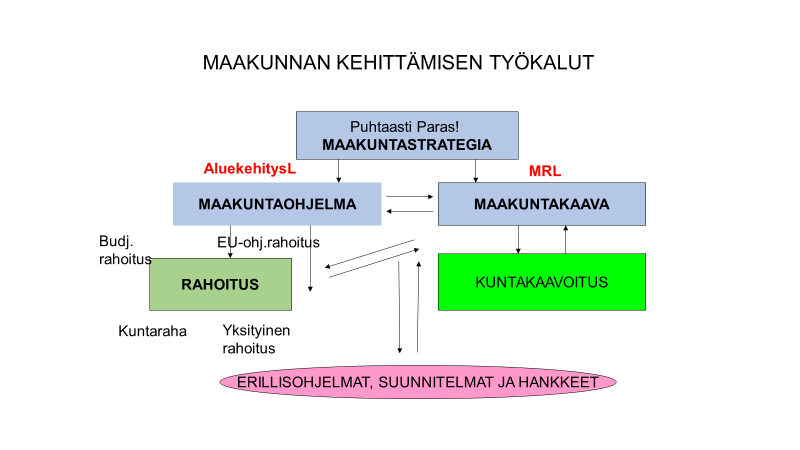 MAAKUNNAN KEHITTÄMISEN TYÖKALUT
Puhtaasti Paras!
MAAKUNTASTRATEGIA
AluekehitysL
MRL
MAAKUNTAOHJELMA
MAAKUNTAKAAVA
Budj.
rahoitus
EU-ohj.rahoitus
RAHOITUS
KUNTAKAAVOITUS
Kuntaraha
Yksityinen
rahoitus
ERILLISOHJELMAT, SUUNNITELMAT JA HANKKEET